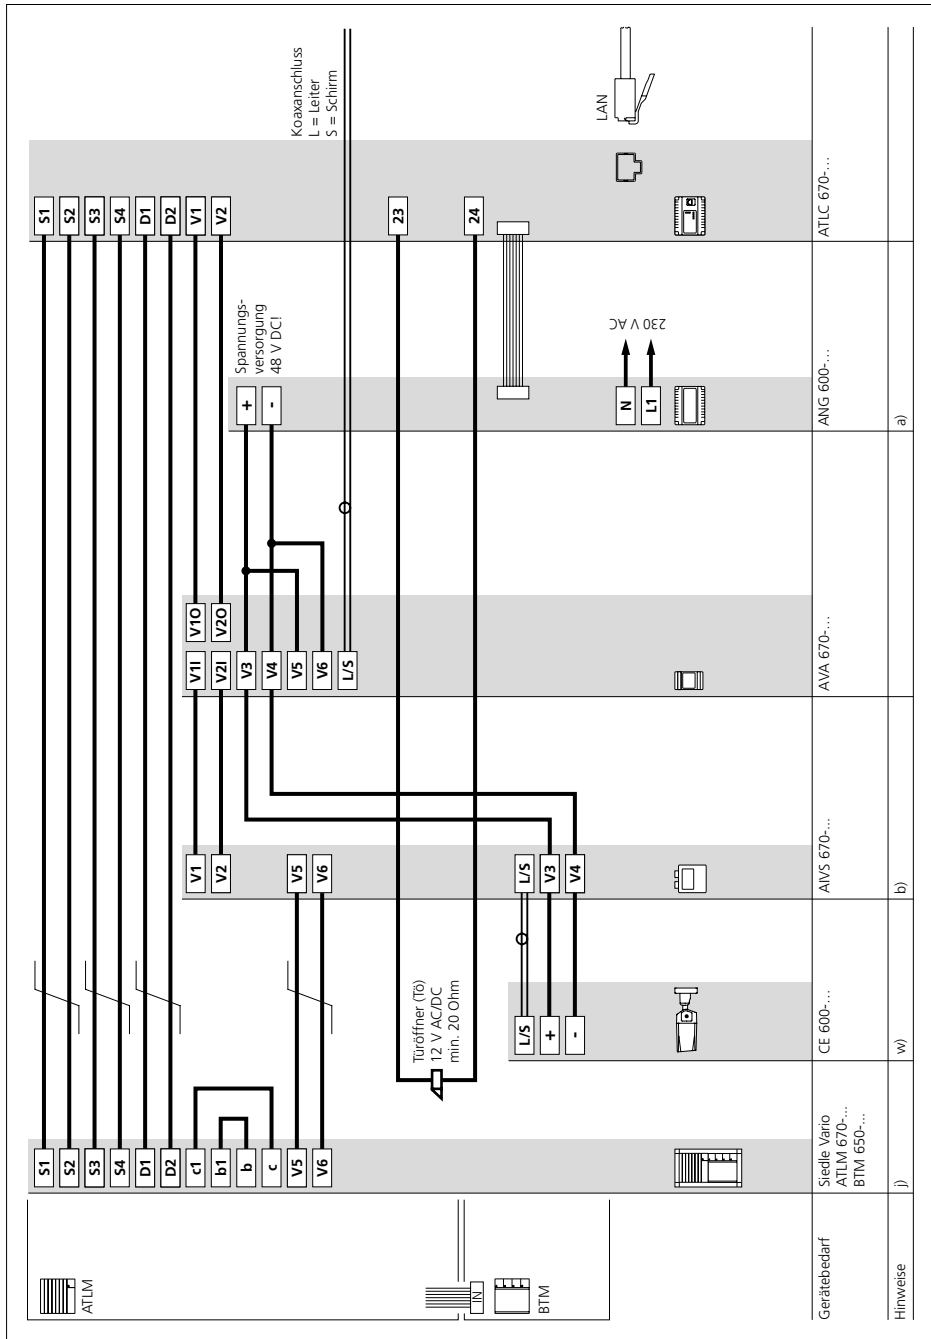 ATLM
IN
BTM
Gerätebedarf
Hinweise
S1
S2
S3
S4
D1
D2
c1
b1
b
c
V5
V6
Siedle Vario
ATLM 670-...
BTM 650-...
j)
Türöffner (Tö)
12 V AC/DC
min. 20 Ohm
L/S
+
-
CE 600-...
w)
V1
V2
V5
V6
L/S
V3
V4
AIVS 670-...
b)
V1I
V1O
V2I
V2O
V3
V4
V5
V6
L/S
AVA 670-...
Spannungs-
versorgung
48 V DC!
+
-
N
L1
230 V AC
ANG 600-...
a)
S1
S2
S3
S4
D1
D2
V1
V2
Koaxanschluss
L = Leiter
S = Schirm
23
24
LAN
ATLC 670-...